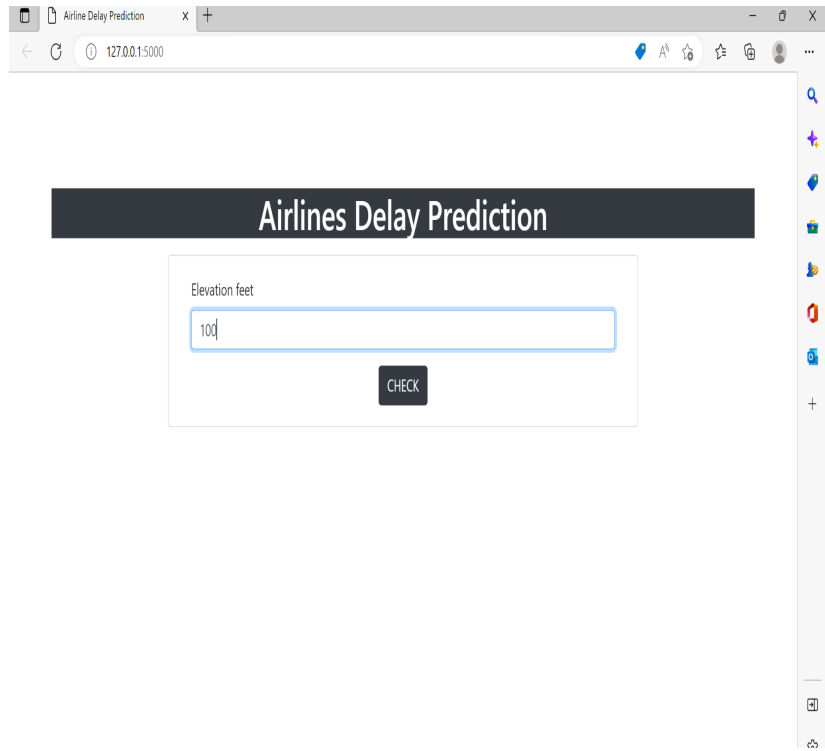 Airline Delay Prediction
127.0.0.1:5000
Airlines Delay Prediction
Elevation feet
100
CHECK